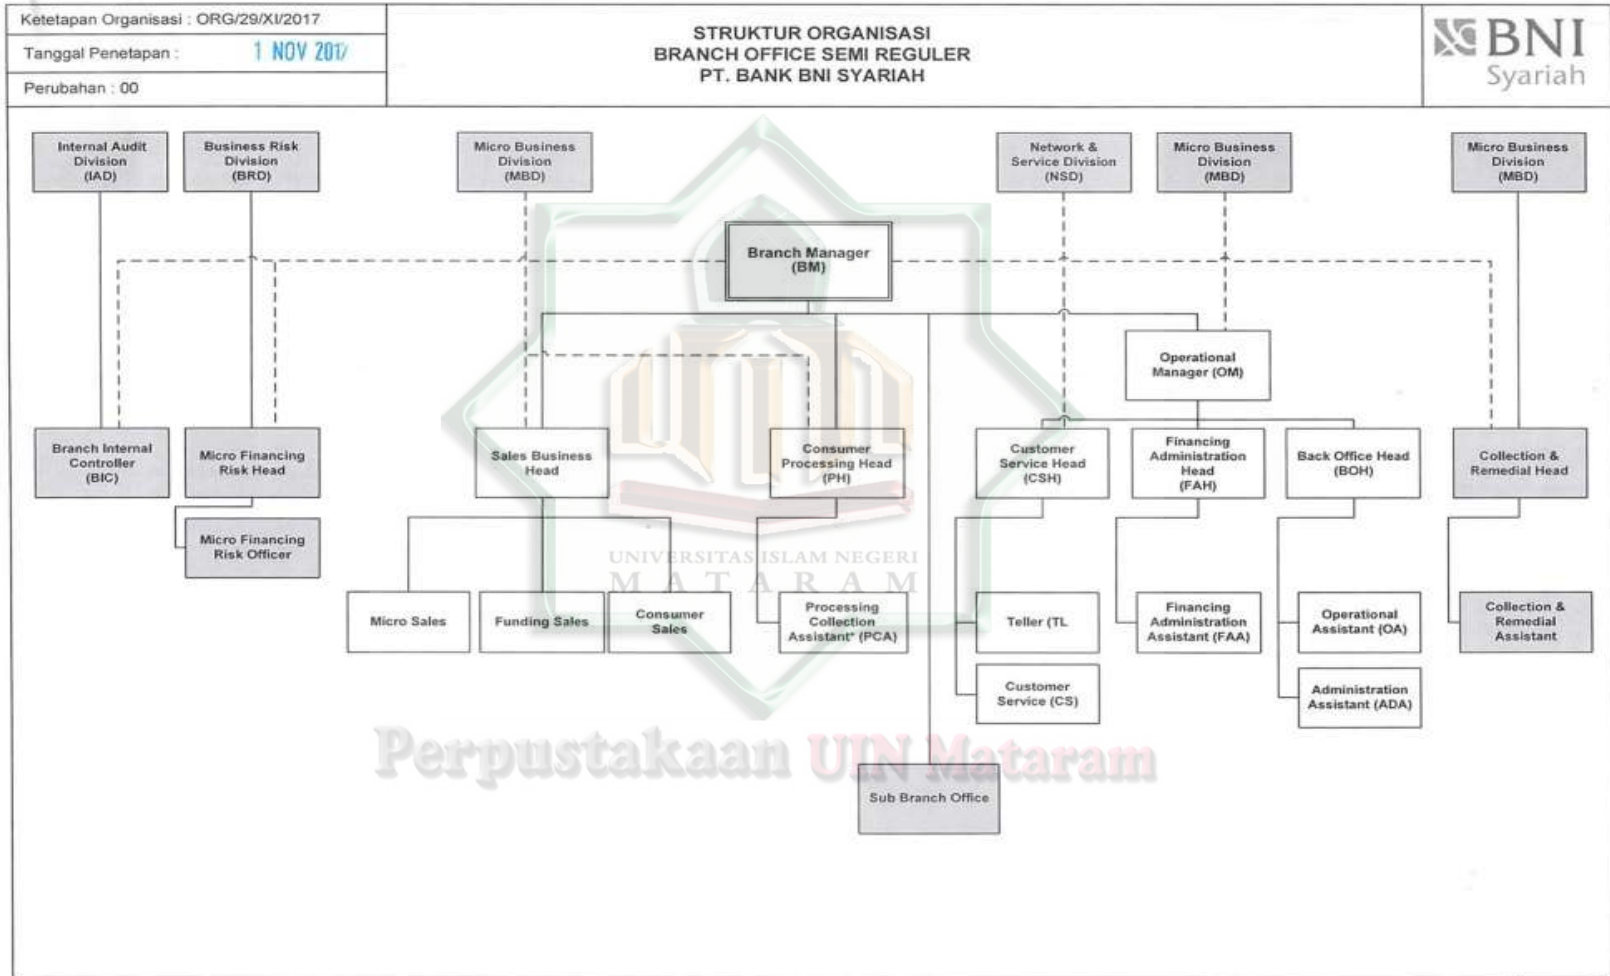 Ketetapan Organisasi : ORG/29/XI/2017
Tanggal Penetapan : 1 NOV 2017
Perubahan : 00
STRUKTUR ORGANISASI
BRANCH OFFICE SEMI REGULER
PT. BANK BNI SYARIAH
BNI
Syariah
Internal Audit
Division
(IAD)
Business Risk
Division
(BRD)
Micro Business
Division
(MBD)
Network &
Service Division
(NSD)
Micro Business
Division
(MBD)
Micro Business
Division
(MBD)
Branch Manager
(BM)
Operational
Manager (OM)
Branch Internal
Controller
(BIC)
Micro Financing
Risk Head
Sales Business
Head
Consumer
Processing Head
(PH)
Customer
Service Head
(CSH)
Financing
Administration
Head
(FAH)
Back Office Head
(BOH)
Collection &
Remedial Head
Micro Financing
Risk Officer
UNIVERSITAS ISLAM NEGERI
MATARAM
Micro Sales
Funding Sales
Consumer
Sales
Processing
Collection
Assistant* (PCA)
Teller (TL
Financing
Administration
Assistant (FAA)
Operational
Assistant (OA)
Collection &
Remedial
Assistant
Customer
Service (CS)
Administration
Assistant (ADA)
Perpustakaan UIN Mataram
Sub Branch Office